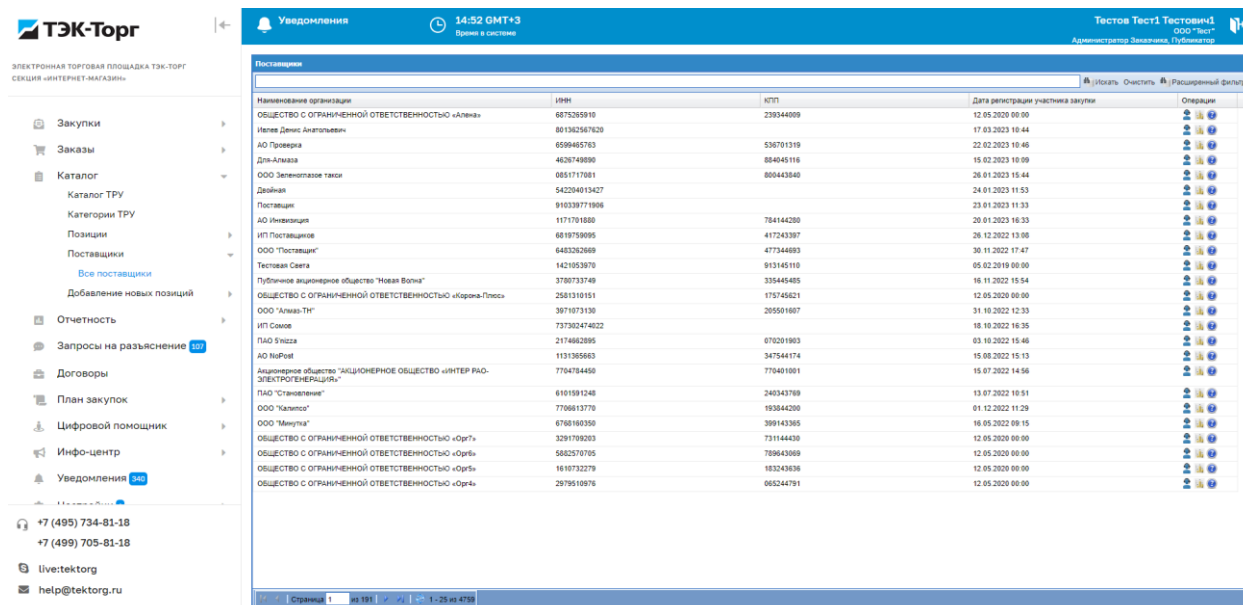 ТЭК-Торг
ЭЛЕКТРОННАЯ ТОРГОВАЯ ПЛОЩАДКА ТЭК-ТОРГ
СЕКЦИЯ «ИНТЕРНЕТ-МАГАЗИН»
Закупки
Заказы
Каталог
Каталог ТРУ
Категории ТРУ
Позиции
Поставщики
Все поставщики
Добавление новых позиций
Отчетность
Запросы на разъяснение 107
Договоры
План закупок
Цифровой помощник
Инфо-центр
Уведомления 340
+7 (495) 734-81-18
+7 (499) 705-81-18
live:tektorg
help@tektorg.ru
Уведомления
14:52 GMT+3
Время в системе
Тестов Тест1 Тестович1
ООО "Тест"
Администратор Заказчика, Публикатор
Поставщики
Искать Очистить Расширенный фильтр
Наименование организации ИНН КПП Дата регистрации участника закупки Операции
ОБЩЕСТВО С ОГРАНИЧЕННОЙ ОТВЕТСТВЕННОСТЬЮ «Алена» 6875265910 239344009 12.05.2020 00:00
Ивлев Денис Анатольевич 801362567620 17.03.2023 10:44
АО Проверка 6599465763 536701319 22.02.2023 10:46
Для-Алмаза 4626749890 884045116 15.02.2023 10:09
ООО Зеленоглазое такси 0851717081 800443840 26.01.2023 15:44
Двойная 542204013427 24.01.2023 11:53
Поставщик 910339771906 23.01.2023 11:33
АО Инквизиция 1171701880 784144280 20.01.2023 16:33
ИП Поставщиков 6819759095 417243397 26.12.2022 13:08
ООО "Поставщик" 6483262669 477344693 30.11.2022 17:47
Тестовая Света 1421053970 913145110 05.02.2019 00:00
Публичное акционерное общество "Новая Волна" 3780733749 335445485 16.11.2022 15:54
ОБЩЕСТВО С ОГРАНИЧЕННОЙ ОТВЕТСТВЕННОСТЬЮ «Корона-Плюс» 2581310151 175745621 12.05.2020 00:00
ООО "Алмаз-ТН" 3971073130 205501607 31.10.2022 12:33
ИП Сомов 737302474022 18.10.2022 16:35
ПАО S'nizza 2174662895 070201903 03.10.2022 15:46
АО NoPost 1131365663 347544174 15.08.2022 15:13
Акционерное общество "АКЦИОНЕРНОЕ ОБЩЕСТВО «ИНТЕР РАО- 7704784450 770401001 15.07.2022 14:56
ЭЛЕКТРОГЕНЕРАЦИЯ»"
ПАО "Становление" 6101591248 240343769 13.07.2022 10:51
ООО "Калипсо" 7706613770 193844200 01.12.2022 11:29
ООО "Минутка" 6768160350 399143365 16.05.2022 09:15
ОБЩЕСТВО С ОГРАНИЧЕННОЙ ОТВЕТСТВЕННОСТЬЮ «Орг7» 3291709203 731144430 12.05.2020 00:00
ОБЩЕСТВО С ОГРАНИЧЕННОЙ ОТВЕТСТВЕННОСТЬЮ «Орг6» 5882570705 789643069 12.05.2020 00:00
ОБЩЕСТВО С ОГРАНИЧЕННОЙ ОТВЕТСТВЕННОСТЬЮ «Орг5» 1610732279 183243636 12.05.2020 00:00
ОБЩЕСТВО С ОГРАНИЧЕННОЙ ОТВЕТСТВЕННОСТЬЮ «Орг4» 2979510976 065244791 12.05.2020 00:00
Страница 1 из 191 1 - 25 из 4759